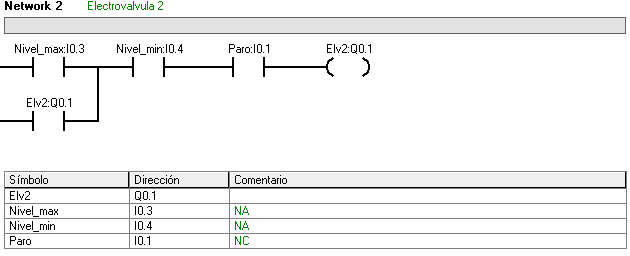 Network 2 Electrovalvula 2
Nivel_max:I0.3 Nivel_min:I0.4 Paro:I0.1 Elv2:Q0.1
Elv2:Q0.1
Símbolo Dirección Comentario
Elv2 Q0.1
Nivel_max I0.3 NA
Nivel_min I0.4 NA
Paro I0.1 NC